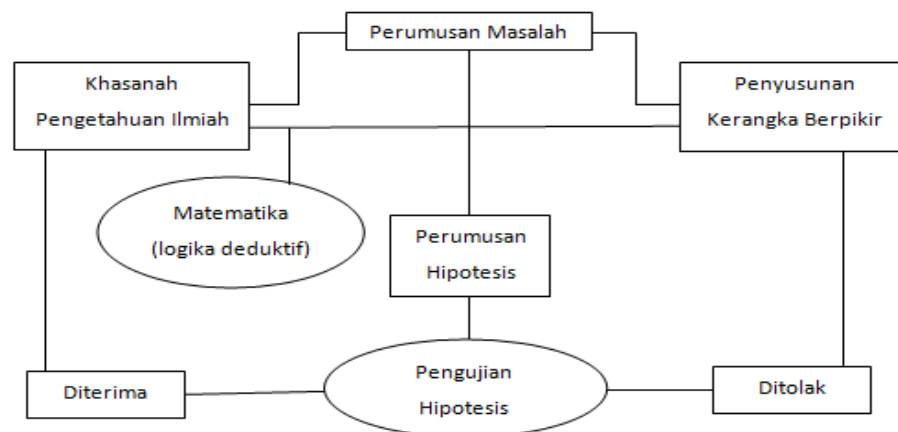 Perumusan Masalah
Khasanah
Pengetahuan Ilmiah
Penyusunan
Kerangka Berpikir
Matematika
(logika deduktif)
Perumusan
Hipotesis
Diterima
Pengujian
Hipotesis
Ditolak